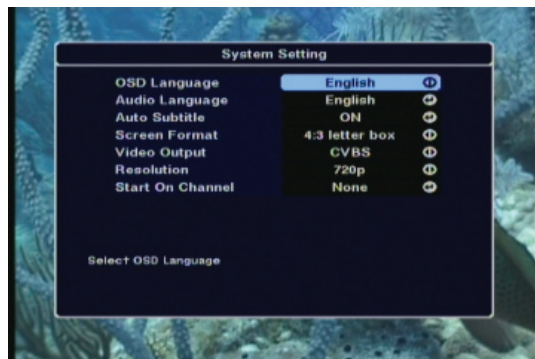 System Setting
OSD Language English
Audio Language English
Auto Subtitle ON
Screen Format 4:3 letter box
Video Output CVBS
Resolution 720p
Start On Channel None
Select OSD Language